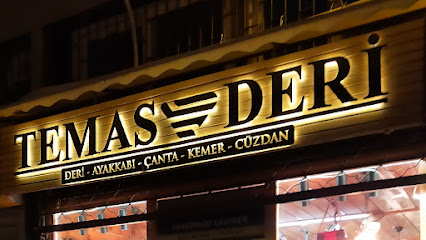 TEMAS DERİ
DERİ - AYAKKABI - ÇANTA - KEMER - CÜZDAN